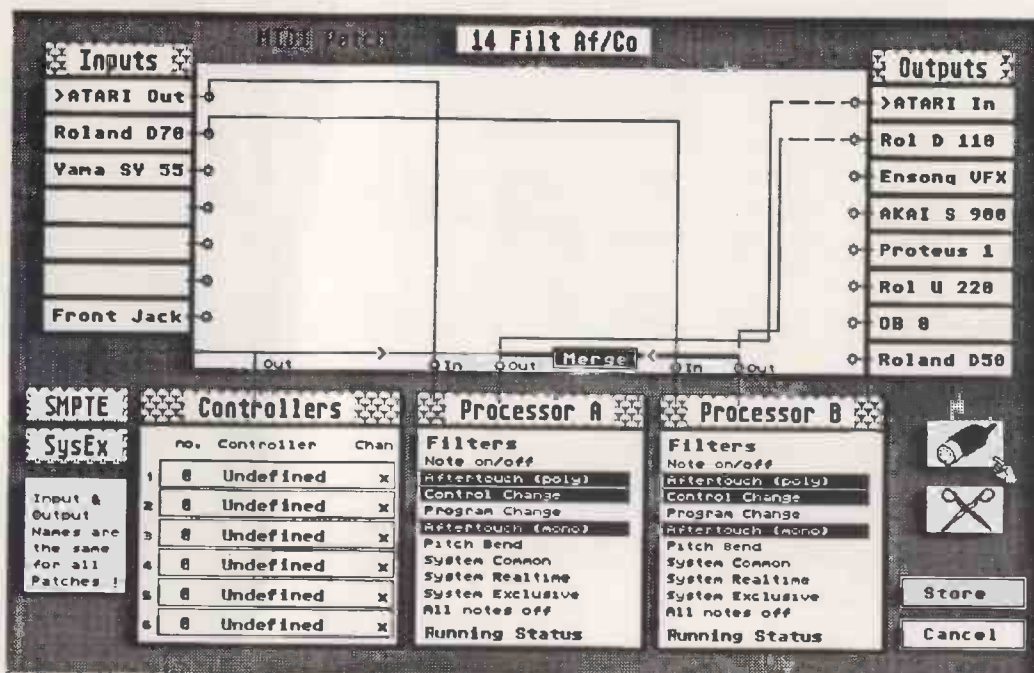 MIDI Patch
14 Filt Af/Co
Inputs
>ATARI Out
Roland D70
Yama SY 55
Front Jack
Outputs
>ATARI In
Rol D 110
Ensonq VFX
AKAI S 900
Proteus 1
Rol U 220
OB 8
Roland D50
Out
In
Out
Merge
In
Out
SMPTE
SysEx
Input &
Output
Names are
the same
for all
Patches !
Controllers
no. Controller Chan
1 0 Undefined x
2 0 Undefined x
3 0 Undefined x
4 0 Undefined x
5 0 Undefined x
6 0 Undefined x
Processor A
Filters
Note on/off
Aftertouch (poly)
Control Change
Program Change
Aftertouch (mono)
Pitch Bend
System Common
System Realtime
System Exclusive
All notes off
Running Status
Processor B
Filters
Note on/off
Aftertouch (poly)
Control Change
Program Change
Aftertouch (mono)
Pitch Bend
System Common
System Realtime
System Exclusive
All notes off
Running Status
Store
Cancel